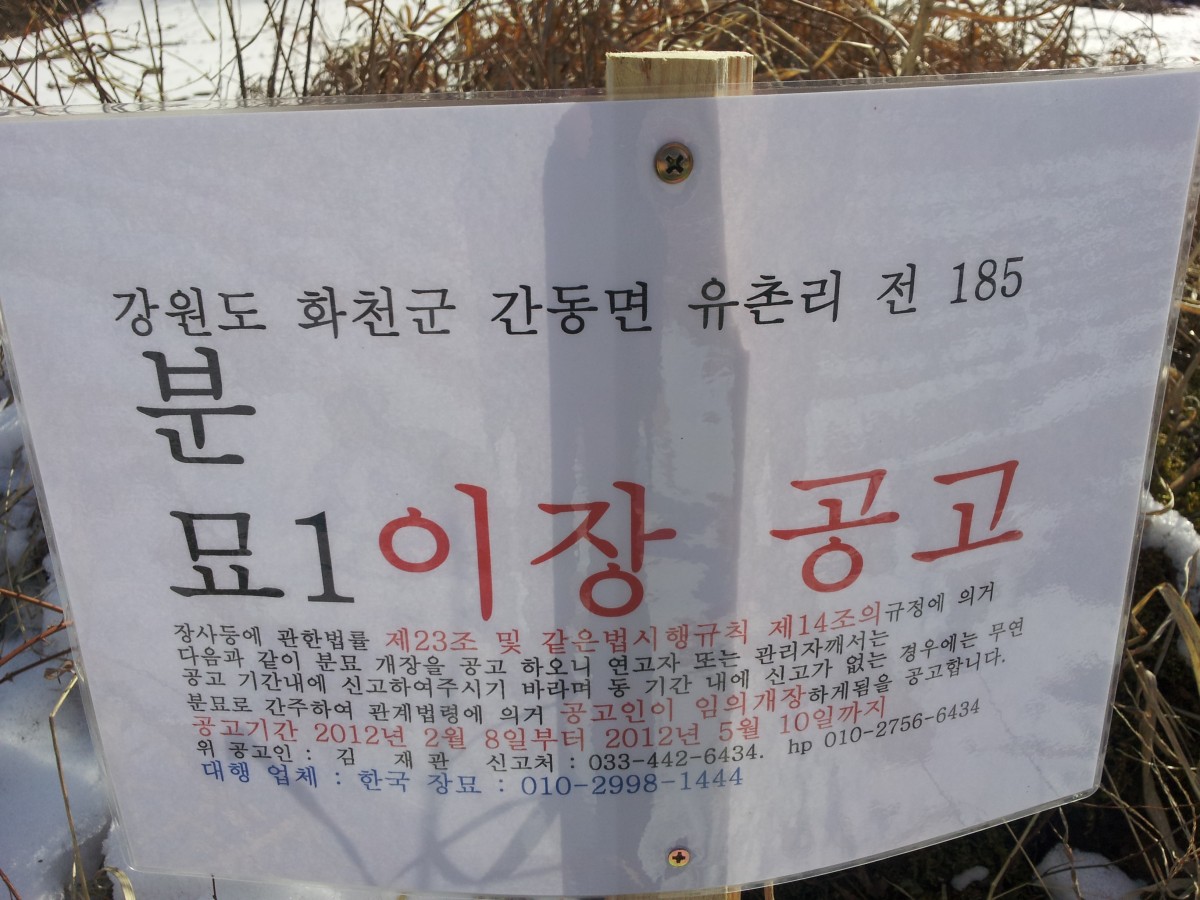 강원도 화천군 간동면 유촌리 전 185
분
묘1이장 공고
장사등에 관한법률 제23조 및 같은법시행규칙 제14조의규정에 의거
다음과 같이 분묘 개장을 공고 하오니 연고자 또는 관리자께서는
공고 기간내에 신고하여주시기 바라며 동 기간 내에 신고가 없는 경우에는 무연
분묘로 간주하여 관계법령에 의거 공고인이 임의개장하게됨을 공고합니다.
공고기간 2012년 2월 8일부터 2012년 5월 10일까지
위 공고인 : 김 재관 신고처 : 033-442-6434. hp 010-2756-6434
대행 업체 : 한국 장묘 : 010-2998-1444